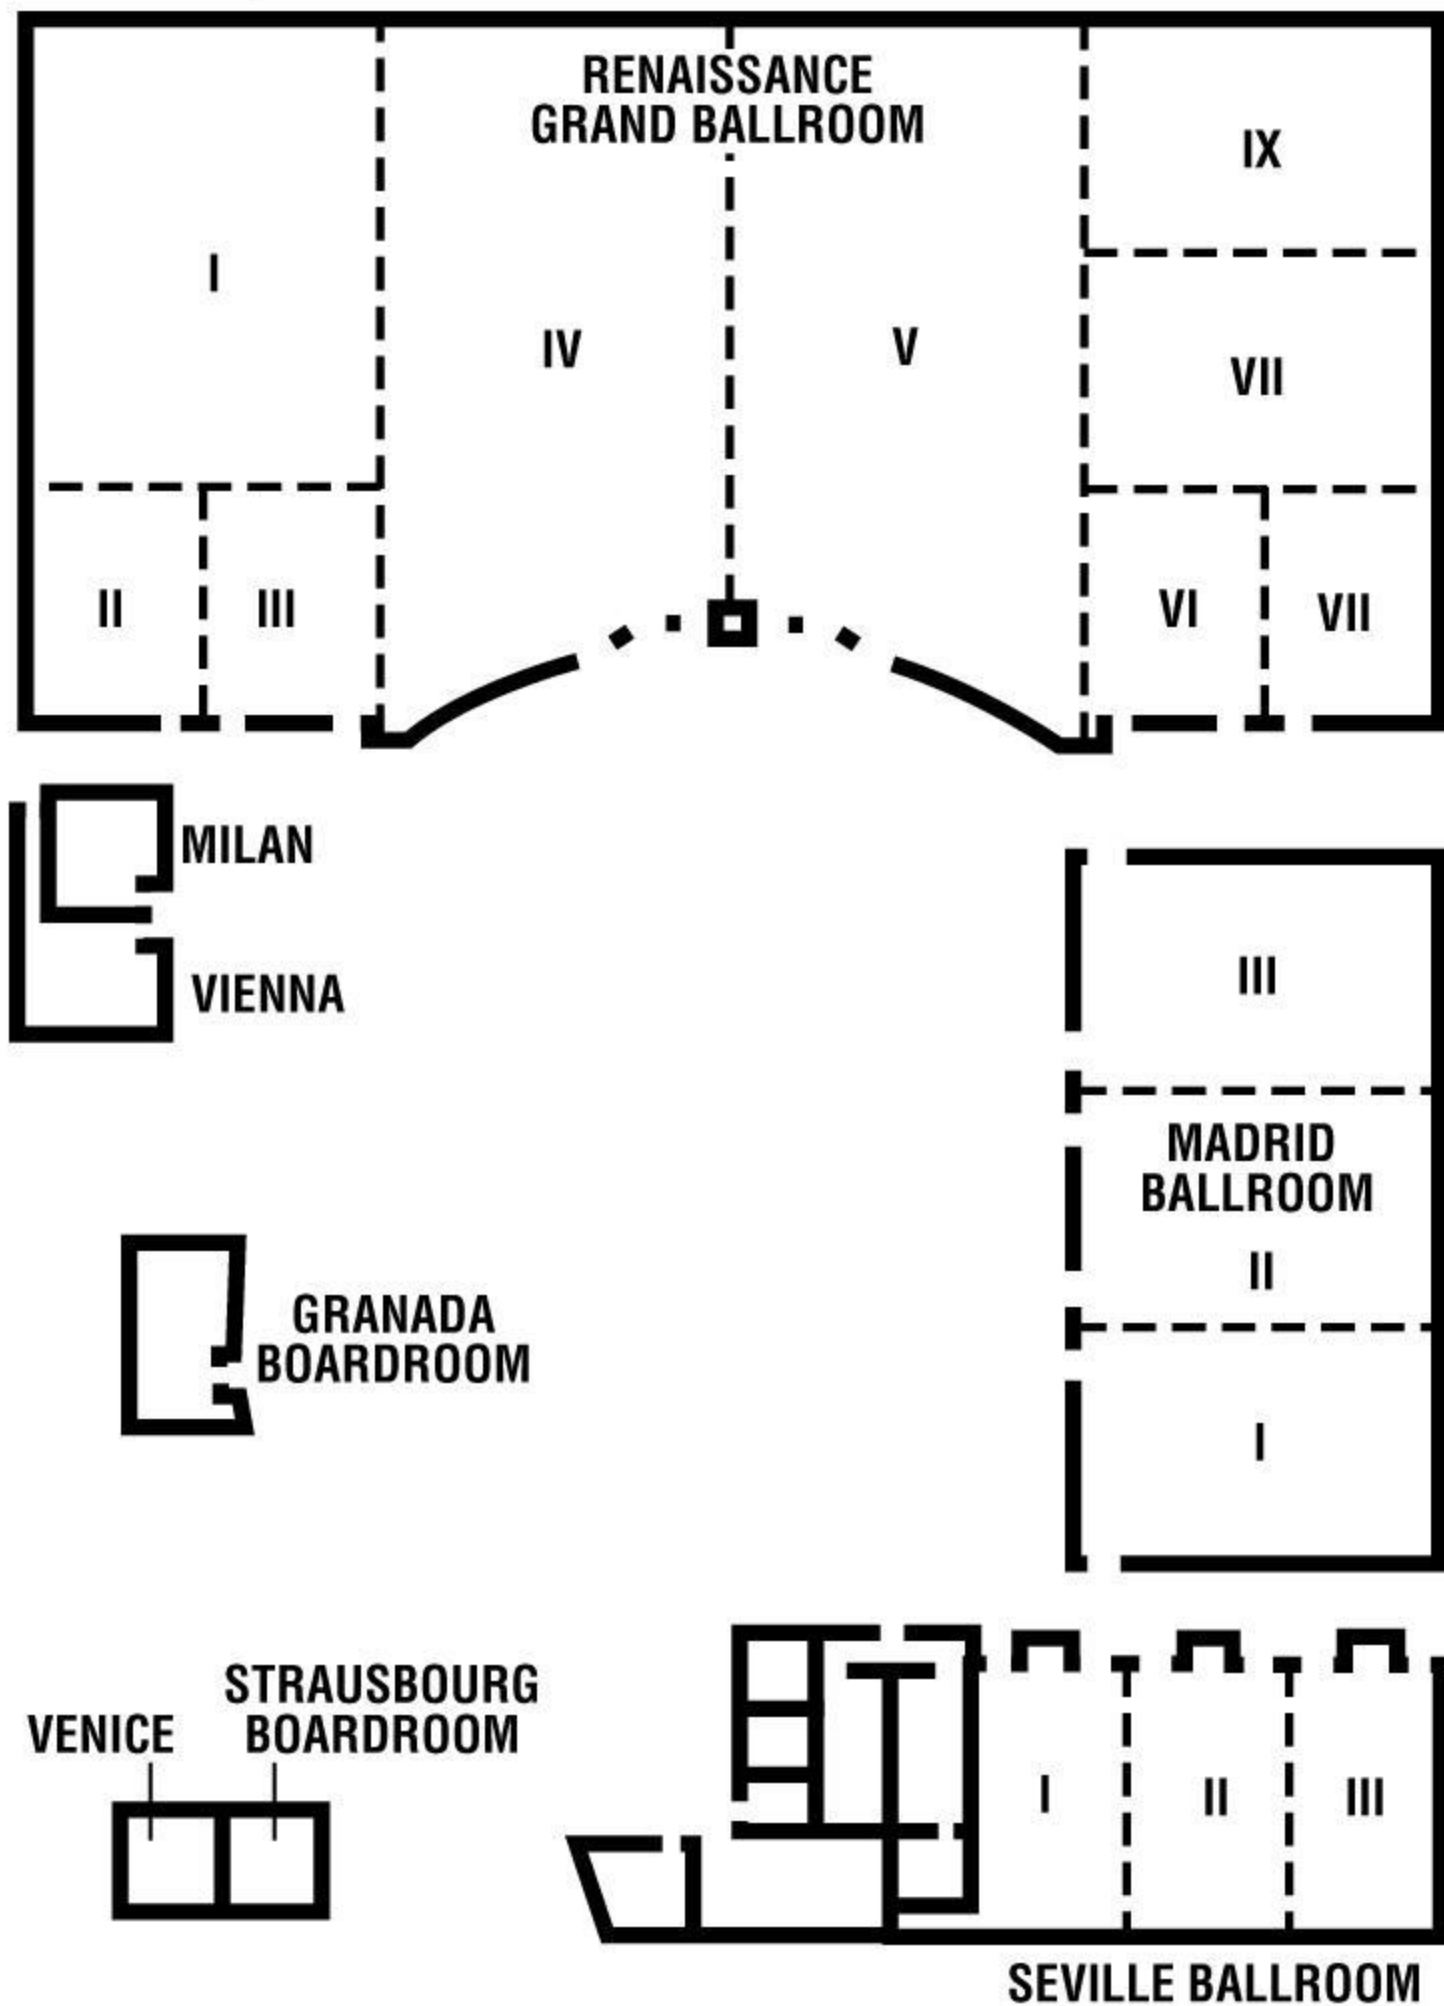 RENAISSANCE
GRAND BALLROOM
I
II
III
IV
V
IX
VII
VI
VII
MILAN
VIENNA
III
MADRID
BALLROOM
II
I
GRANADA
BOARDROOM
VENICE
STRAUSBOURG
BOARDROOM
I
II
III
SEVILLE BALLROOM